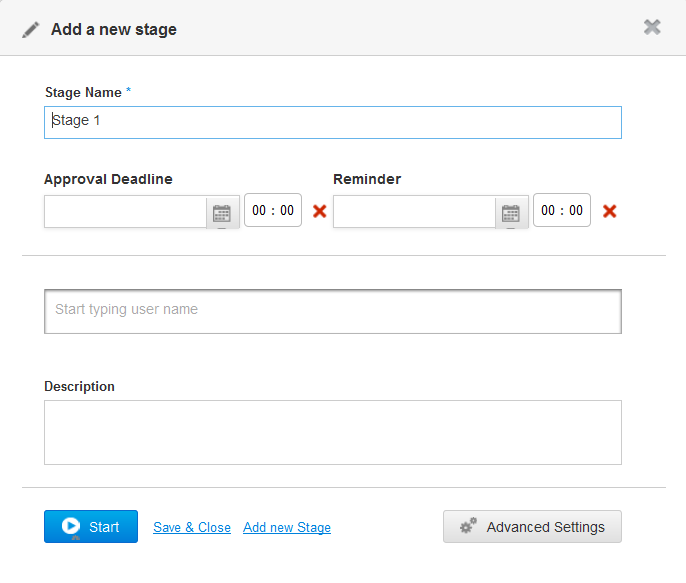 Add a new stage
Stage Name *
Stage 1
Approval Deadline Reminder
00 : 00 00 : 00
Start typing user name
Description
Start Save & Close Add new Stage Advanced Settings